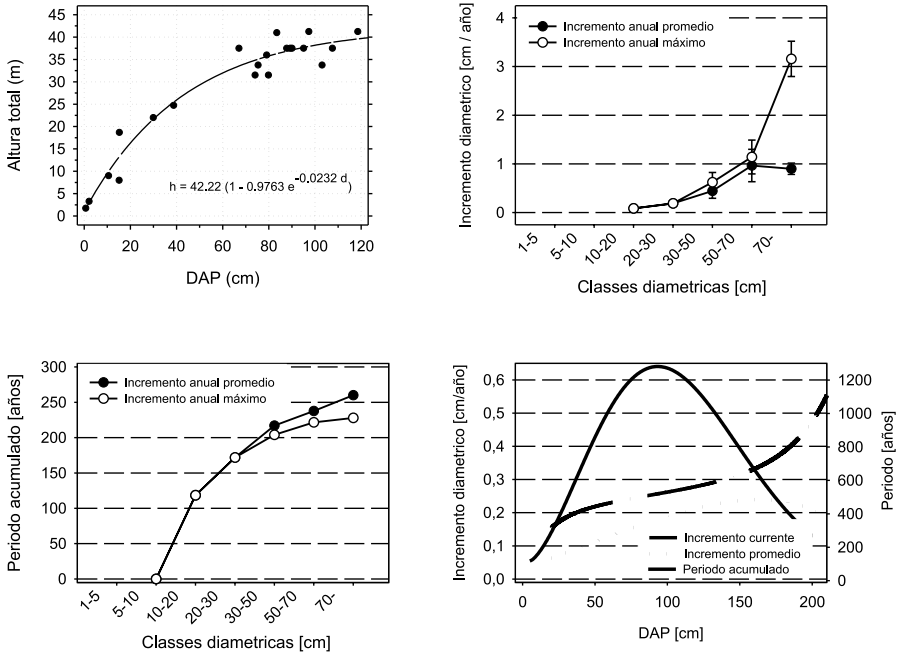 45
40
35
30
25
20
15
10
5
0
Altura total (m)
h = 42.22 (1 - 0.9763 e^-0.0232 d)
0 20 40 60 80 100 120
DAP (cm)
4
3
2
1
0
Incremento diametrico [cm / año]
Incremento anual promedio
Incremento anual máximo
1-5 5-10 10-20 20-30 30-50 50-70 70-
Classes diametricas [cm]
300
250
200
150
100
50
0
Periodo acumulado [años]
Incremento anual promedio
Incremento anual máximo
1-5 5-10 10-20 20-30 30-50 50-70 70-
Classes diametricas [cm]
0,6
0,5
0,4
0,3
0,2
0,1
0,0
Incremento diametrico [cm/año]
1200
1000
800
600
400
200
0
Periodo [años]
Incremento currente
Incremento promedio
Periodo acumulado
0 50 100 150 200
DAP [cm]